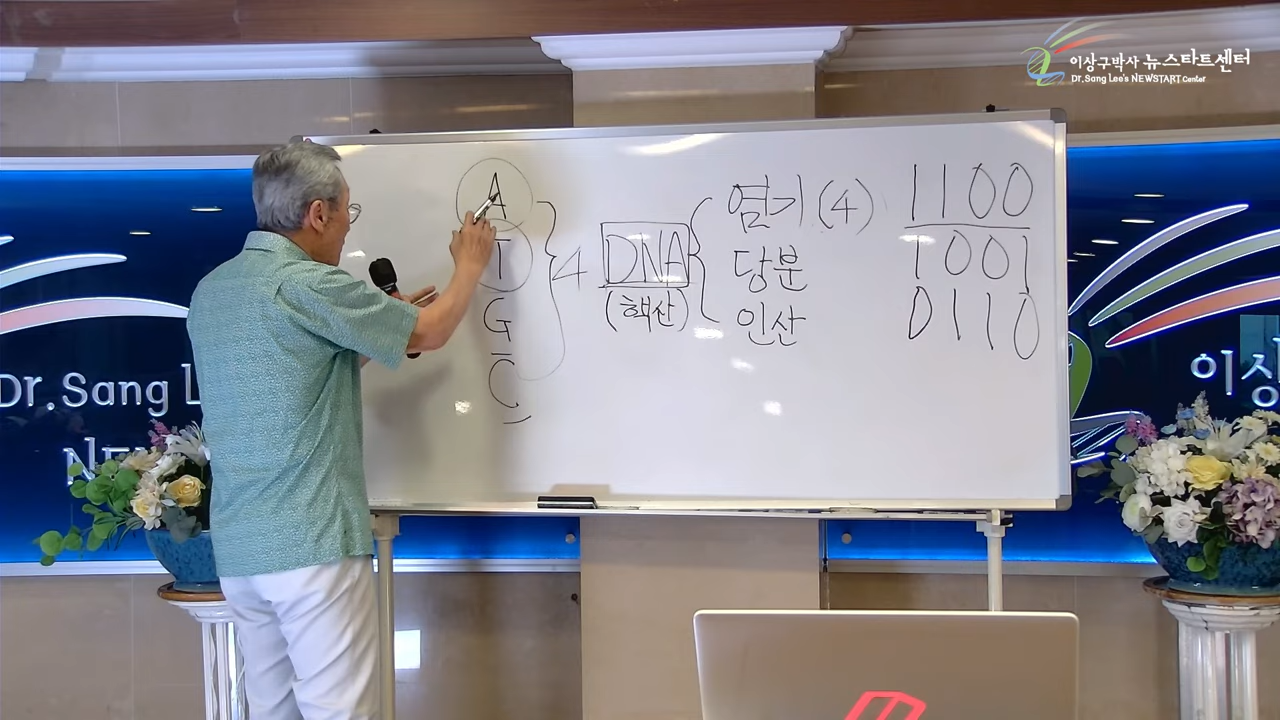 이상구박사 뉴스타트센터
Dr. Sang Lee's NEWSTART Center
A
T
G
C
4
DNA
(핵산)
염기 (4)
당분
인산
1100
1001
0110
Dr. Sang
이상